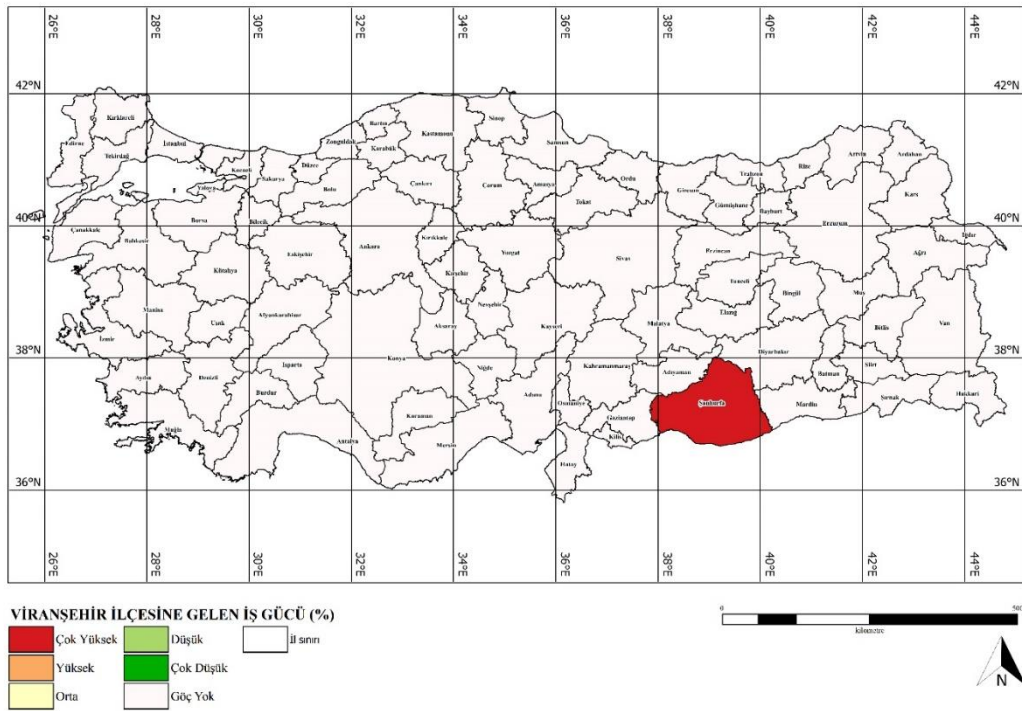 26°E 28°E 30°E 32°E 34°E 36°E 38°E 40°E 42°E 44°E
42°N 42°N
Kırklareli Edirne Tekirdağ İstanbul Kocaeli Yalova Sakarya Düzce Zonguldak Bartın Karabük Kastamonu Sinop Samsun
Bolu Çankırı Çorum Amasya Tokat Ordu Giresun Trabzon Gümüşhane Bayburt Rize Artvin Ardahan Kars
40°N 40°N
Çanakkale Balıkesir Bursa Bilecik Eskişehir Ankara Kırıkkale Yozgat Sivas Erzincan Erzurum Ağrı Iğdır
Kütahya Kırşehir Nevşehir Tunceli Bingöl Muş
Manisa İzmir Uşak Afyonkarahisar Aksaray Kayseri Malatya Elazığ Bitlis Van
38°N 38°N
Aydın Denizli Isparta Burdur Konya Niğde Kahramanmaraş Adıyaman Diyarbakır Batman Siirt
Muğla Antalya Karaman Mersin Adana Osmaniye Gaziantep Kilis Şanlıurfa Mardin Şırnak Hakkari
Hatay
36°N 36°N
26°E 28°E 30°E 32°E 34°E 36°E 38°E 40°E 42°E 44°E
VİRANŞEHİR İLÇESİNE GELEN İŞ GÜCÜ (%)
Çok Yüksek Düşük İl sınırı
Yüksek Çok Düşük
Orta Göç Yok
0 500
kilometre
N